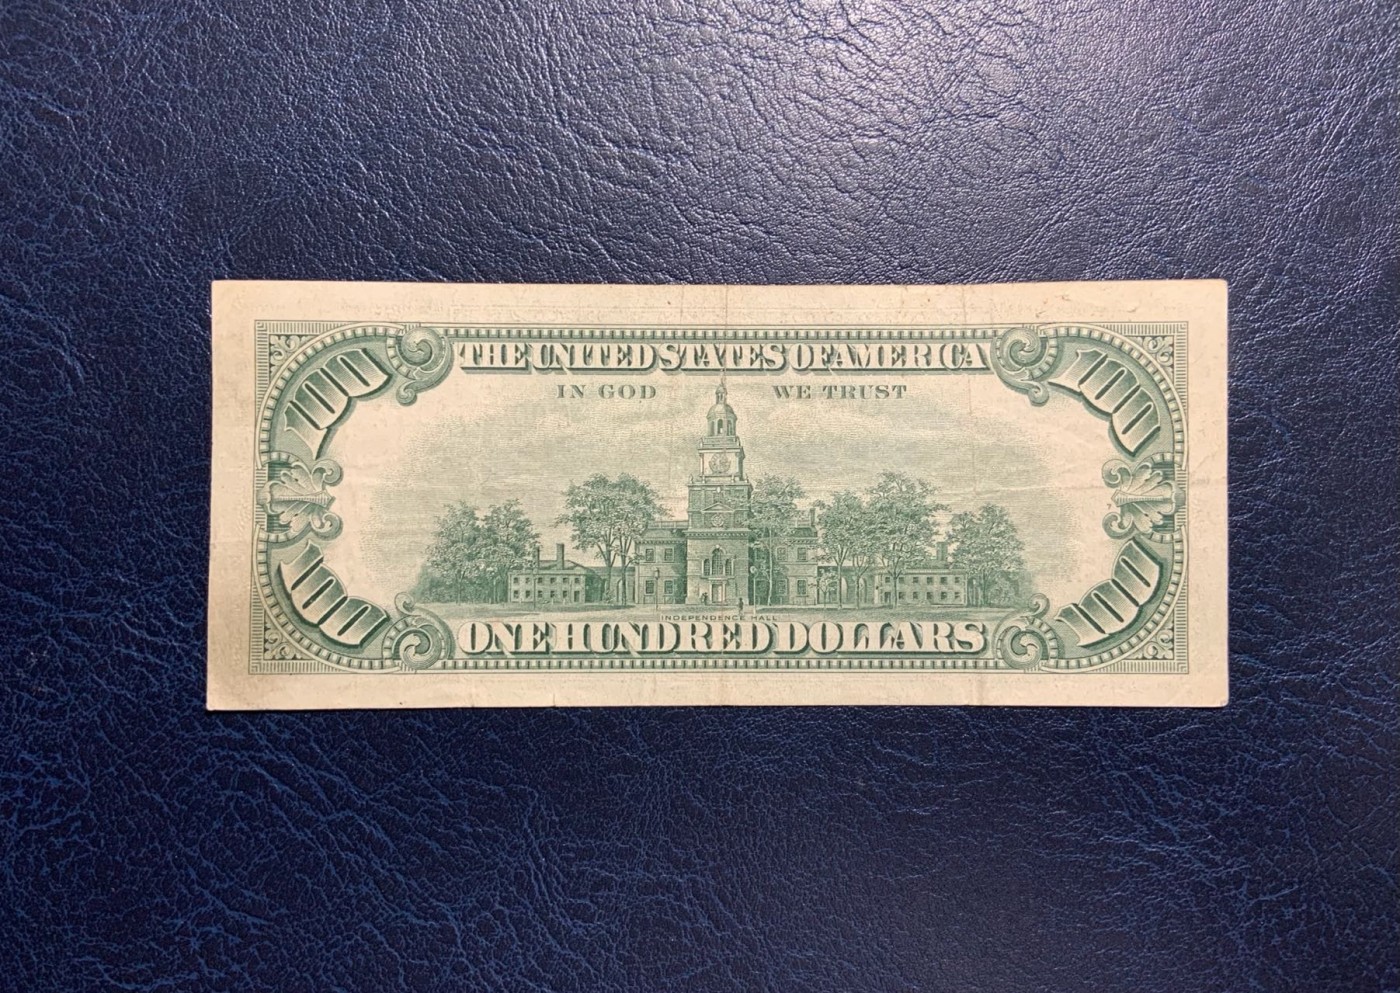 100
THE UNITED STATES OF AMERICA
100
IN GOD WE TRUST
INDEPENDENCE HALL
100
ONE HUNDRED DOLLARS
100